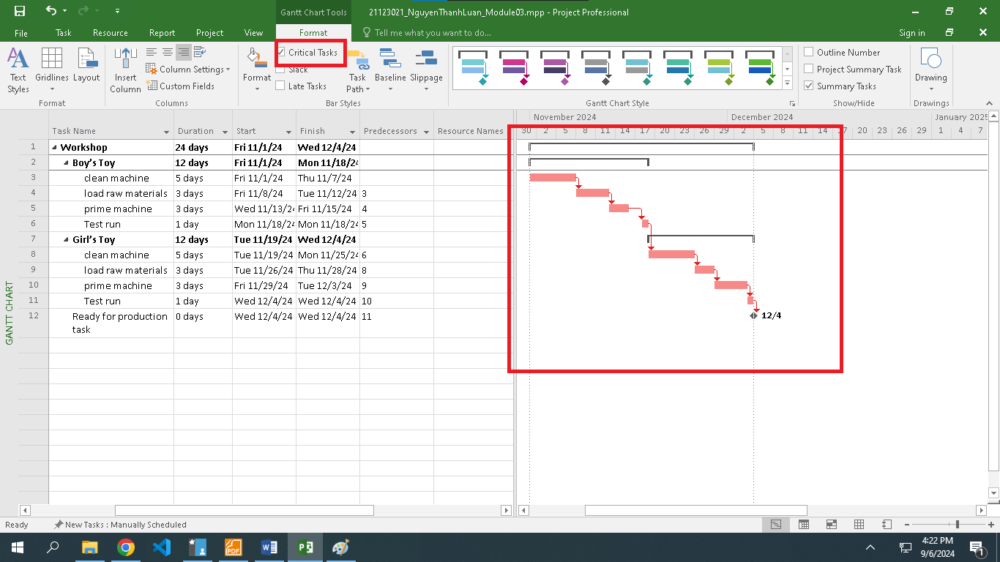 Gantt Chart Tools
21123021_NguyenThanhLuan_Module03.mpp - Project Professional
File Task Resource Report Project View Format Tell me what you want to do... Sign in
Text Styles
Gridlines
Layout
Format
Insert Column
Column Settings
Custom Fields
Columns
Format
Critical Tasks
Slack
Late Tasks
Task Path
Baseline
Slippage
Bar Styles
Gantt Chart Style
Outline Number
Project Summary Task
Summary Tasks
Show/Hide
Drawing
Drawings
GANTT CHART
Task Name Duration Start Finish Predecessors Resource Names
1 Workshop 24 days Fri 11/1/24 Wed 12/4/24
2 Boy's Toy 12 days Fri 11/1/24 Mon 11/18/24
3 clean machine 5 days Fri 11/1/24 Thu 11/7/24
4 load raw materials 3 days Fri 11/8/24 Tue 11/12/24 3
5 prime machine 3 days Wed 11/13/24 Fri 11/15/24 4
6 Test run 1 day Mon 11/18/24 Mon 11/18/24 5
7 Girl's Toy 12 days Tue 11/19/24 Wed 12/4/24
8 clean machine 5 days Tue 11/19/24 Mon 11/25/24 6
9 load raw materials 3 days Tue 11/26/24 Thu 11/28/24 8
10 prime machine 3 days Fri 11/29/24 Tue 12/3/24 9
11 Test run 1 day Wed 12/4/24 Wed 12/4/24 10
12 Ready for production 0 days Wed 12/4/24 Wed 12/4/24 11
task
November 2024 December 2024 January 2025
30 2 5 8 11 14 17 20 23 26 29 2 5 8 11 14 17 20 23 26 29 1 4 7
12/4
Ready New Tasks : Manually Scheduled
4:22 PM
9/6/2024
1